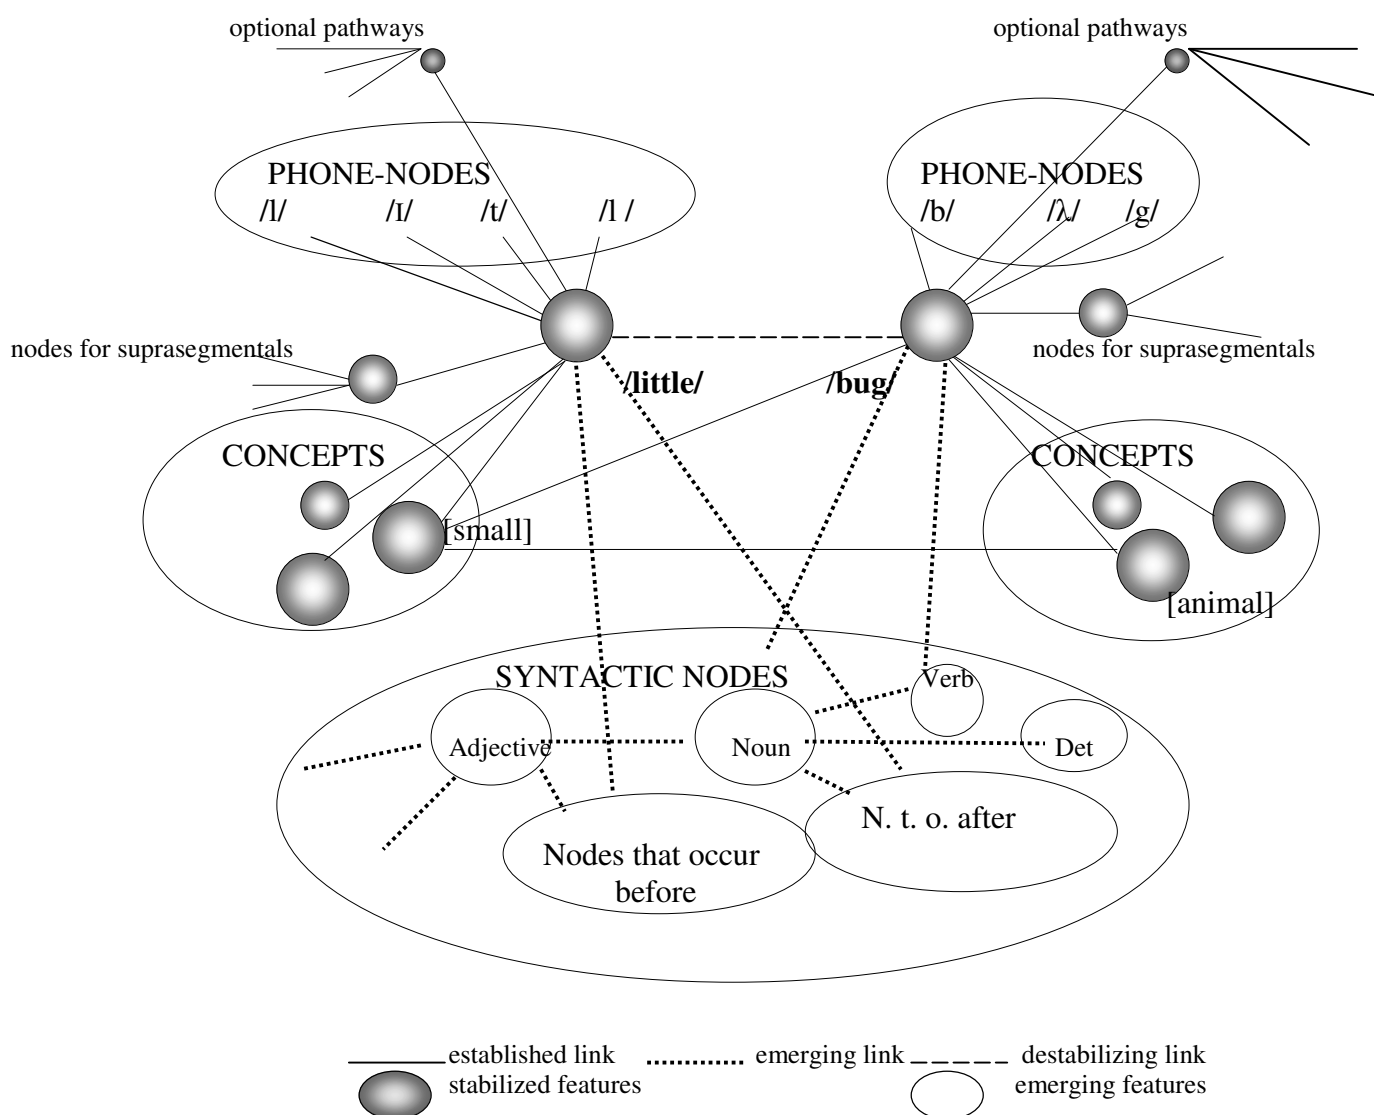 optional pathways
optional pathways
PHONE-NODES
/l/ /ɪ/ /t/ /l /
PHONE-NODES
/b/ /λ/ /g/
nodes for suprasegmentals
nodes for suprasegmentals
/little/
/bug/
CONCEPTS
[small]
CONCEPTS
[animal]
SYNTACTIC NODES
Verb
Adjective
Noun
Det
N. t. o. after
Nodes that occur
before
established link
emerging link
destabilizing link
stabilized features
emerging features